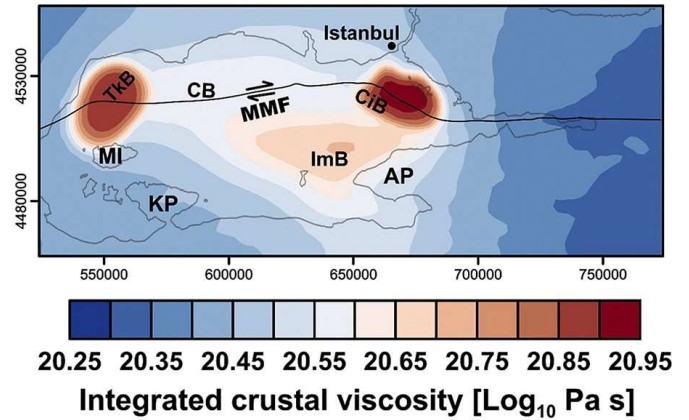 Istanbul
4530000
TkB
CB
MMF
CiB
MI
ImB
AP
KP
4480000
550000 600000 650000 700000 750000
20.25 20.35 20.45 20.55 20.65 20.75 20.85 20.95
Integrated crustal viscosity [Log₁₀ Pa s]